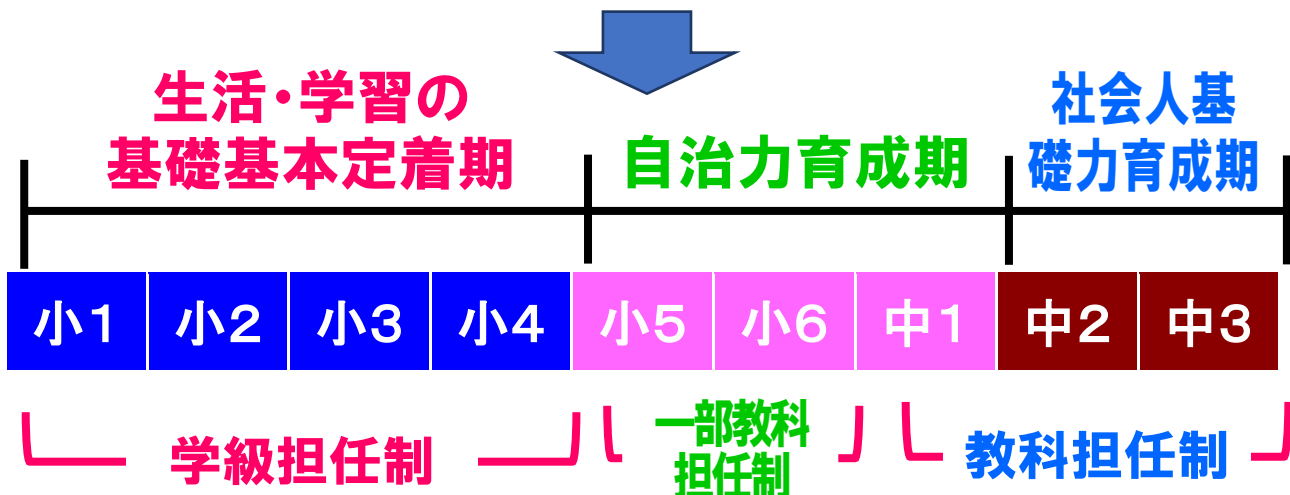 生活・学習の
基礎基本定着期
自治力育成期
社会人基
礎力育成期
小1 小2 小3 小4 小5 小6 中1 中2 中3
学級担任制
一部教科
担任制
教科担任制